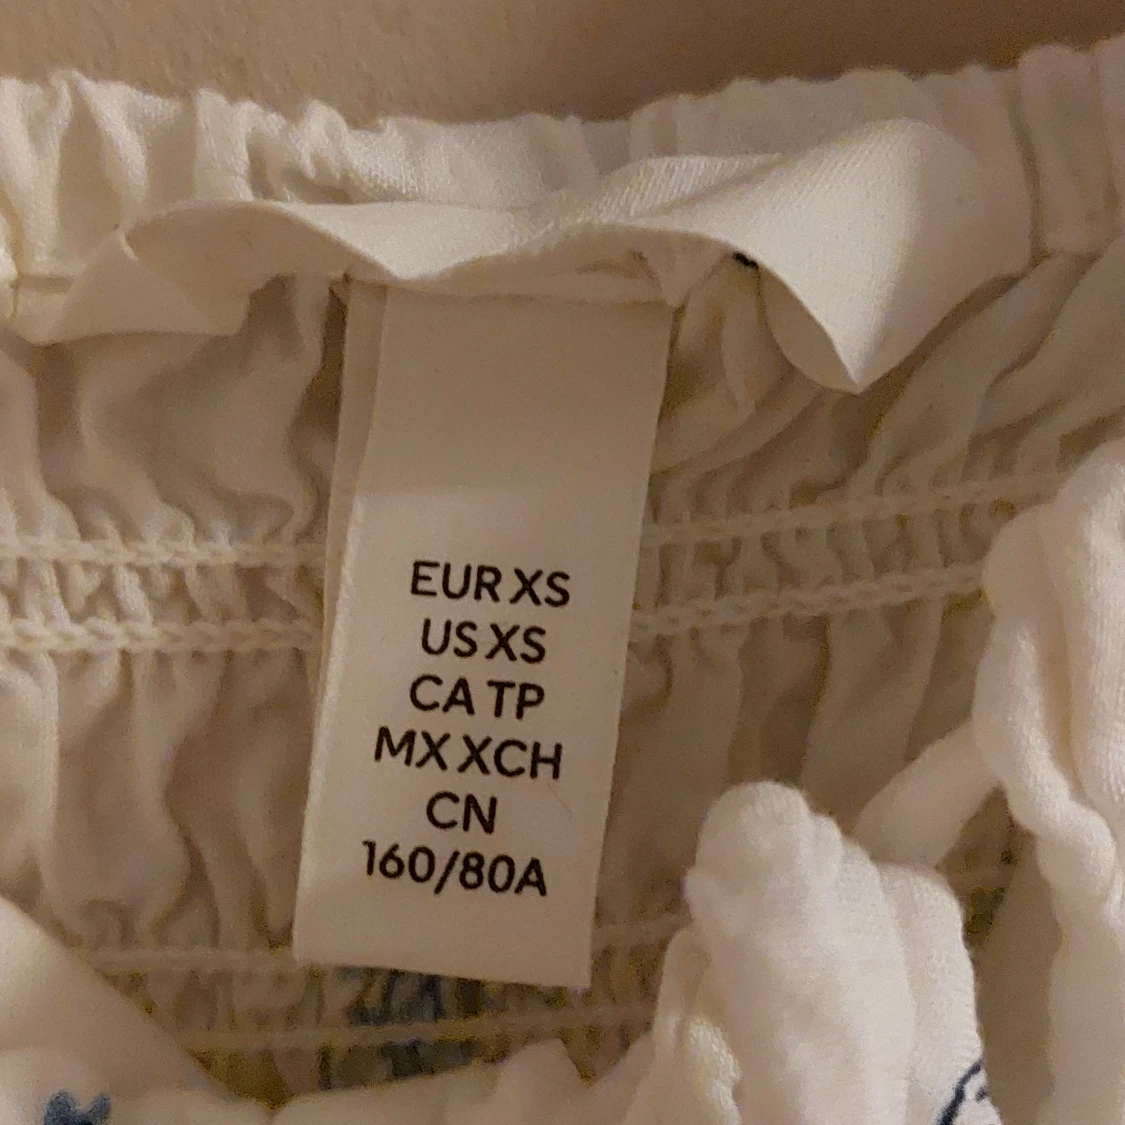 EUR XS
US XS
CA TP
MX XCH
CN
160/80A